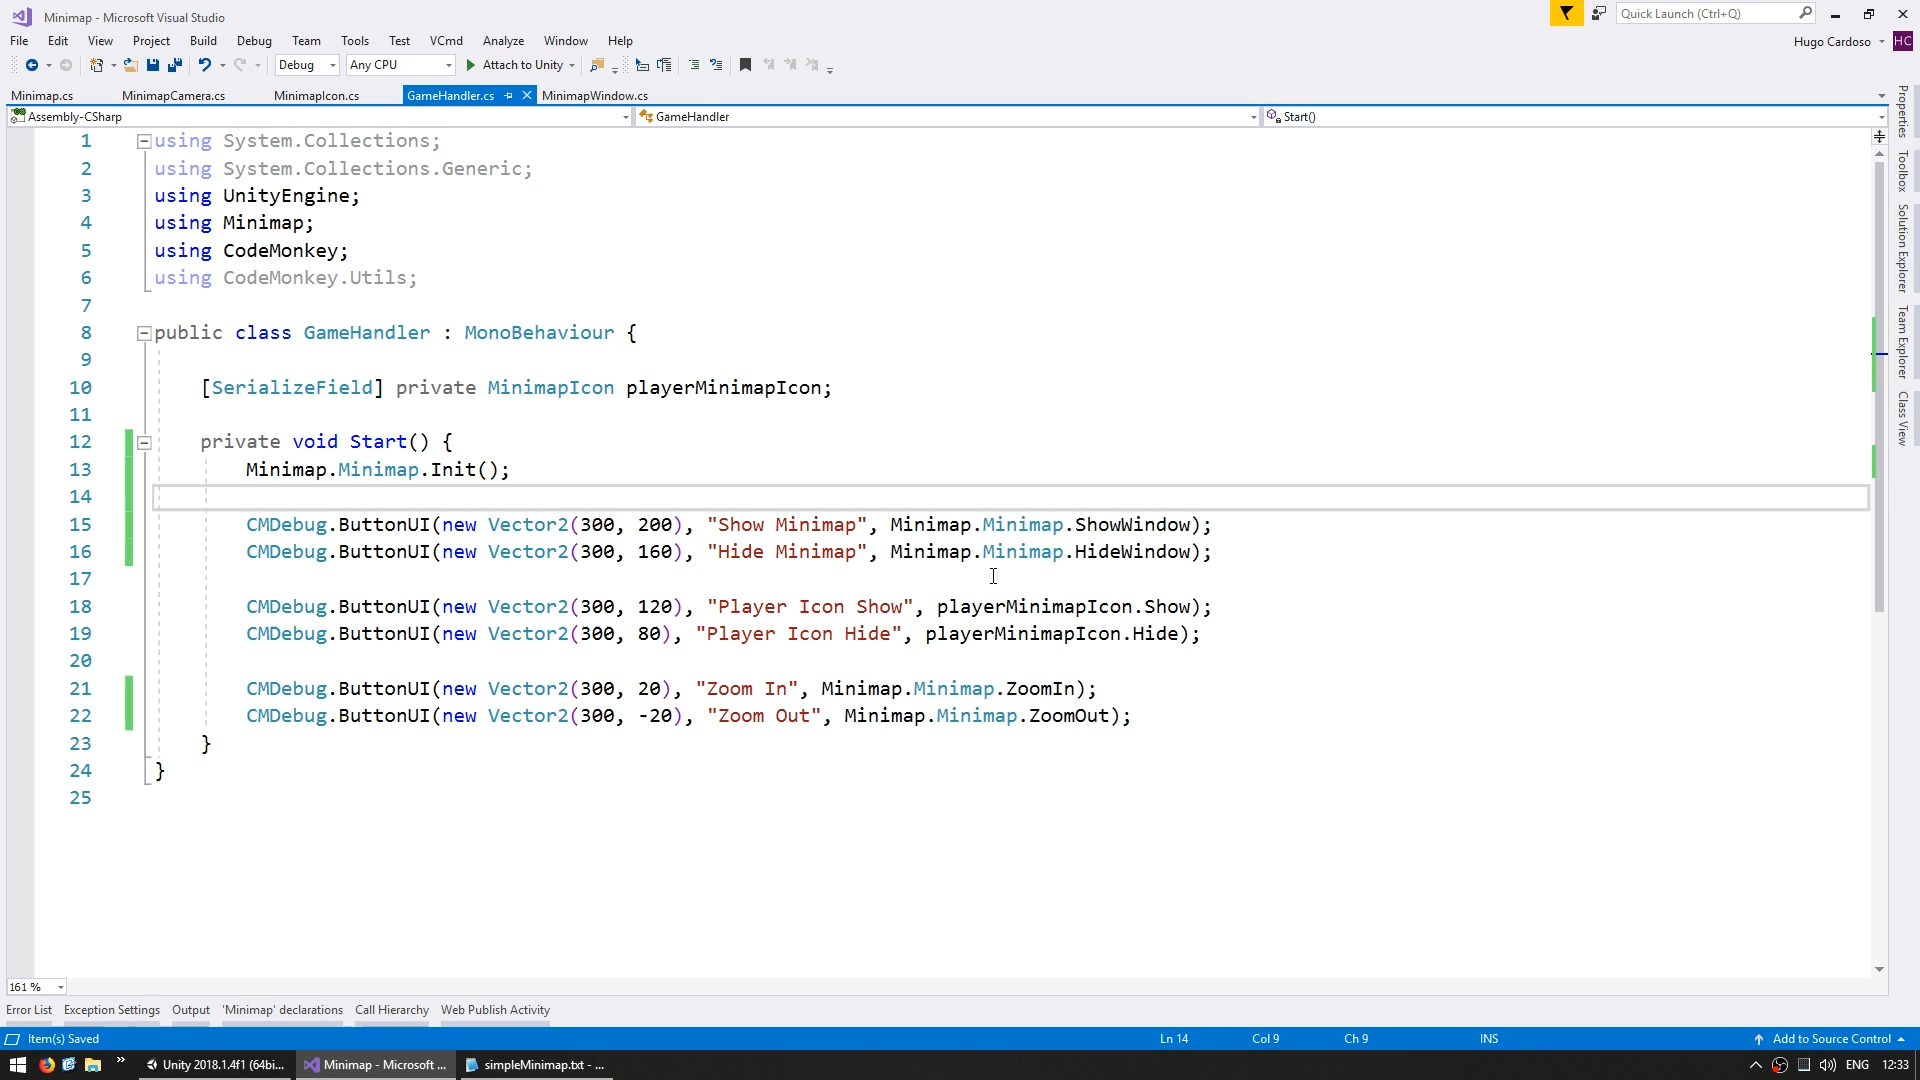 Minimap - Microsoft Visual Studio
Quick Launch (Ctrl+Q)
File Edit View Project Build Debug Team Tools Test VCmd Analyze Window Help
Hugo Cardoso HC
Debug Any CPU Attach to Unity
Minimap.cs MinimapCamera.cs MinimapIcon.cs GameHandler.cs MinimapWindow.cs
Assembly-CSharp GameHandler Start()
1 using System.Collections;
2 using System.Collections.Generic;
3 using UnityEngine;
4 using Minimap;
5 using CodeMonkey;
6 using CodeMonkey.Utils;
7
8 public class GameHandler : MonoBehaviour {
9
10 [SerializeField] private MinimapIcon playerMinimapIcon;
11
12 private void Start() {
13 Minimap.Minimap.Init();
14
15 CMDebug.ButtonUI(new Vector2(300, 200), "Show Minimap", Minimap.Minimap.ShowWindow);
16 CMDebug.ButtonUI(new Vector2(300, 160), "Hide Minimap", Minimap.Minimap.HideWindow);
17
18 CMDebug.ButtonUI(new Vector2(300, 120), "Player Icon Show", playerMinimapIcon.Show);
19 CMDebug.ButtonUI(new Vector2(300, 80), "Player Icon Hide", playerMinimapIcon.Hide);
20
21 CMDebug.ButtonUI(new Vector2(300, 20), "Zoom In", Minimap.Minimap.ZoomIn);
22 CMDebug.ButtonUI(new Vector2(300, -20), "Zoom Out", Minimap.Minimap.ZoomOut);
23 }
24 }
25
Properties
Toolbox
Solution Explorer
Team Explorer
Class View
161 %
Error List Exception Settings Output 'Minimap' declarations Call Hierarchy Web Publish Activity
Item(s) Saved Ln 14 Col 9 Ch 9 INS Add to Source Control
Unity 2018.1.4f1 (64bi... Minimap - Microsoft ... simpleMinimap.txt - ... ENG 12:33